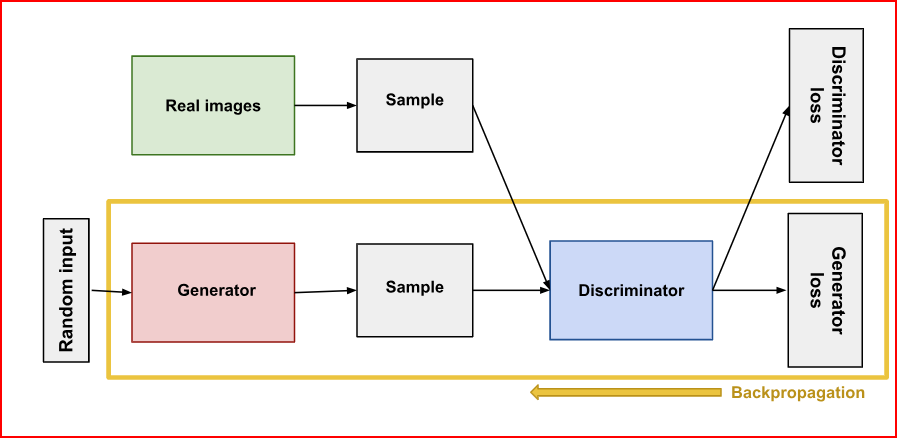 Real images
Sample
Discriminator
loss
Random input
Generator
Sample
Discriminator
Generator
loss
Backpropagation